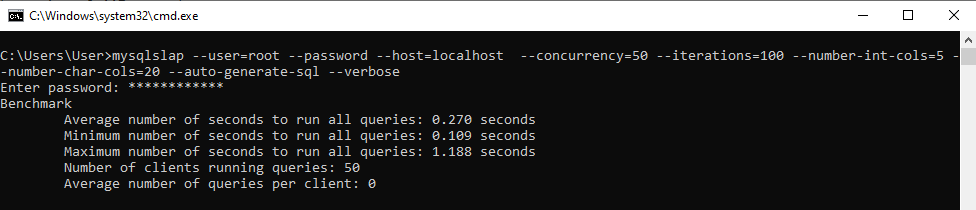 C:\Windows\system32\cmd.exe
C:\Users\User>mysqlslap --user=root --password --host=localhost  --concurrency=50 --iterations=100 --number-int-cols=5 -
-number-char-cols=20 --auto-generate-sql --verbose
Enter password: ************
Benchmark
Average number of seconds to run all queries: 0.270 seconds
Minimum number of seconds to run all queries: 0.109 seconds
Maximum number of seconds to run all queries: 1.188 seconds
Number of clients running queries: 50
Average number of queries per client: 0